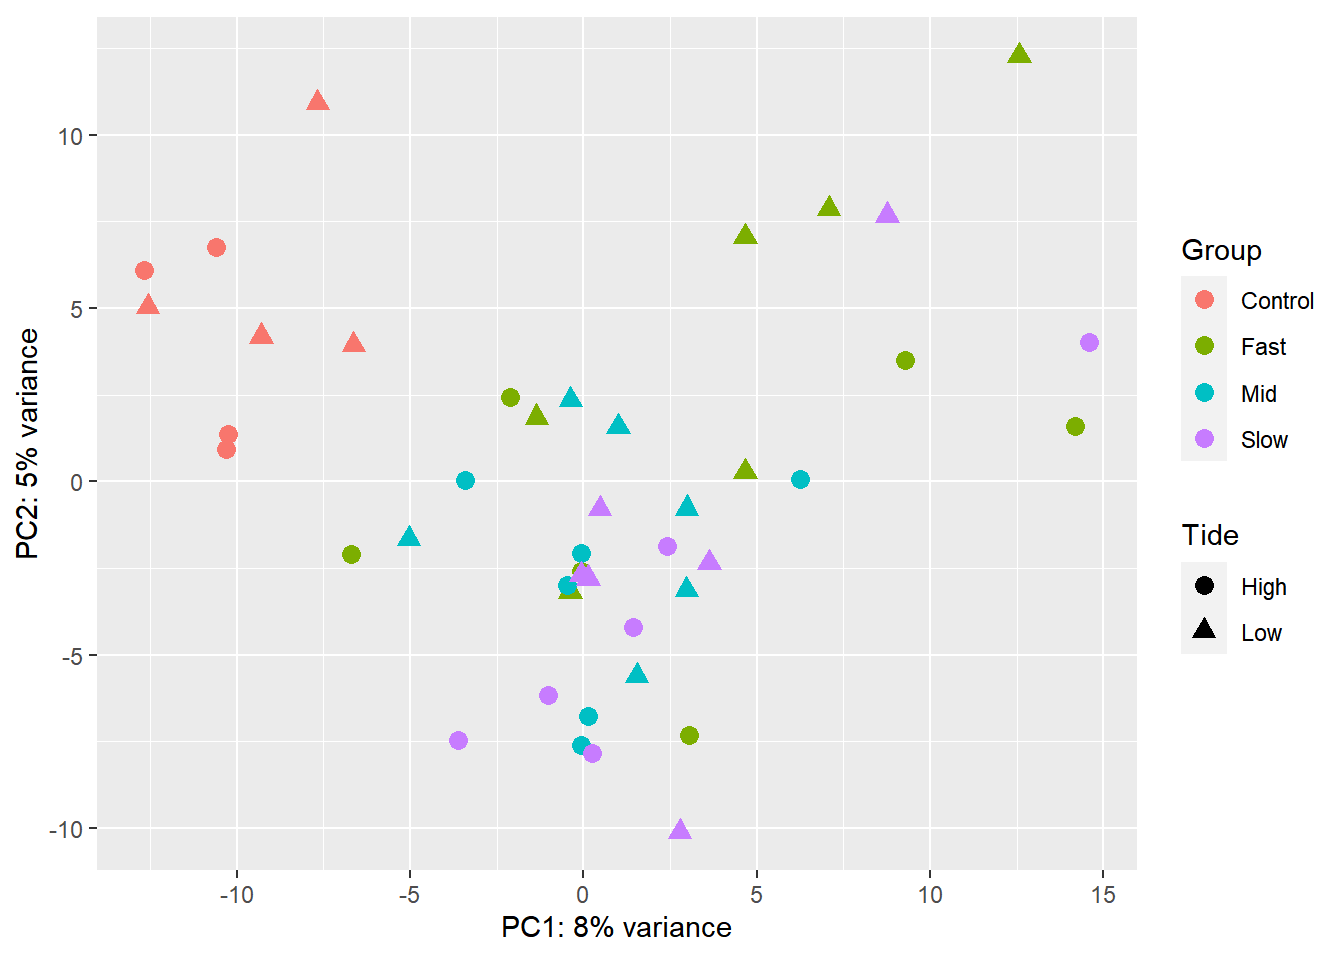 10
5
0
-5
-10
PC2: 5% variance
-10
-5
0
5
10
15
PC1: 8% variance
Group
Control
Fast
Mid
Slow
Tide
High
Low